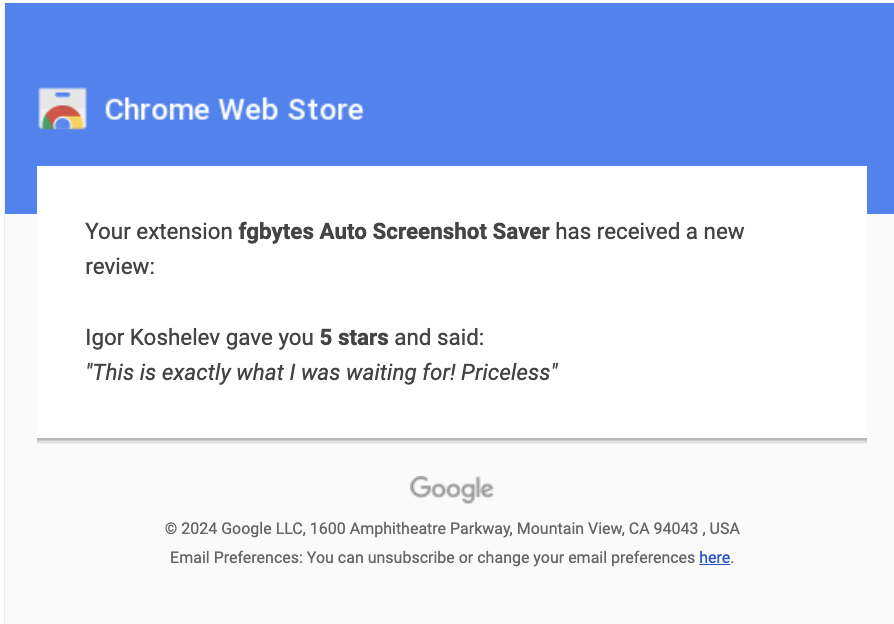 Chrome Web Store
Your extension fgbytes Auto Screenshot Saver has received a new
review:
Igor Koshelev gave you 5 stars and said:
"This is exactly what I was waiting for! Priceless"
Google
© 2024 Google LLC, 1600 Amphitheatre Parkway, Mountain View, CA 94043 , USA
Email Preferences: You can unsubscribe or change your email preferences here.